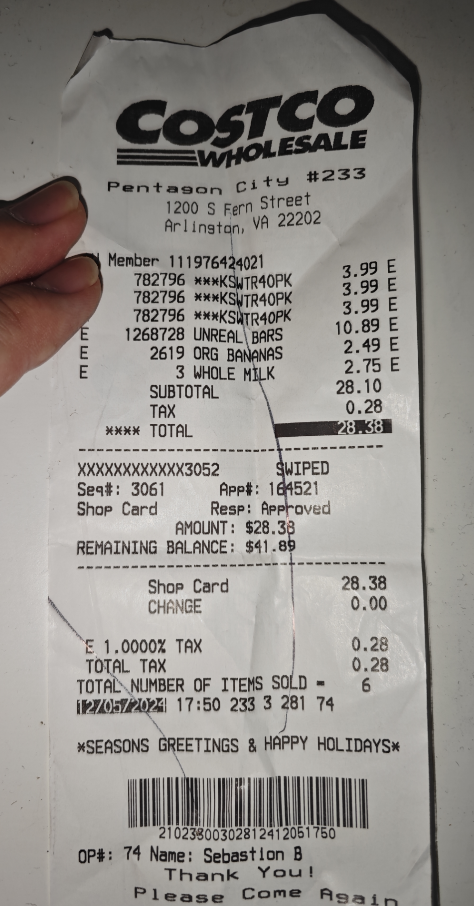 COSTCO
WHOLESALE
Pentagon City #233
1200 S Fern Street
Arlington, VA 22202
Member 111976424021
782796 ***KSWTR40PK 3.99 E
782796 ***KSWTR40PK 3.99 E
782796 ***KSWTR40PK 3.99 E
E 1268728 UNREAL BARS 10.89 E
E 2619 ORG BANANAS 2.49 E
E 3 WHOLE MILK 2.75 E
SUBTOTAL 28.10
TAX 0.28
**** TOTAL 28.38
XXXXXXXXXXXX3052 SWIPED
Seq#: 3061 App#: 164521
Shop Card Resp: Approved
AMOUNT: $28.38
REMAINING BALANCE: $41.89
Shop Card 28.38
CHANGE 0.00
E 1.0000% TAX 0.28
TOTAL TAX 0.28
TOTAL NUMBER OF ITEMS SOLD = 6
12/05/2024 17:50 233 3 281 74
*SEASONS GREETINGS & HAPPY HOLIDAYS*
21023300302812412051750
OP#: 74 Name: Sebastion B
Thank You!
Please Come Again